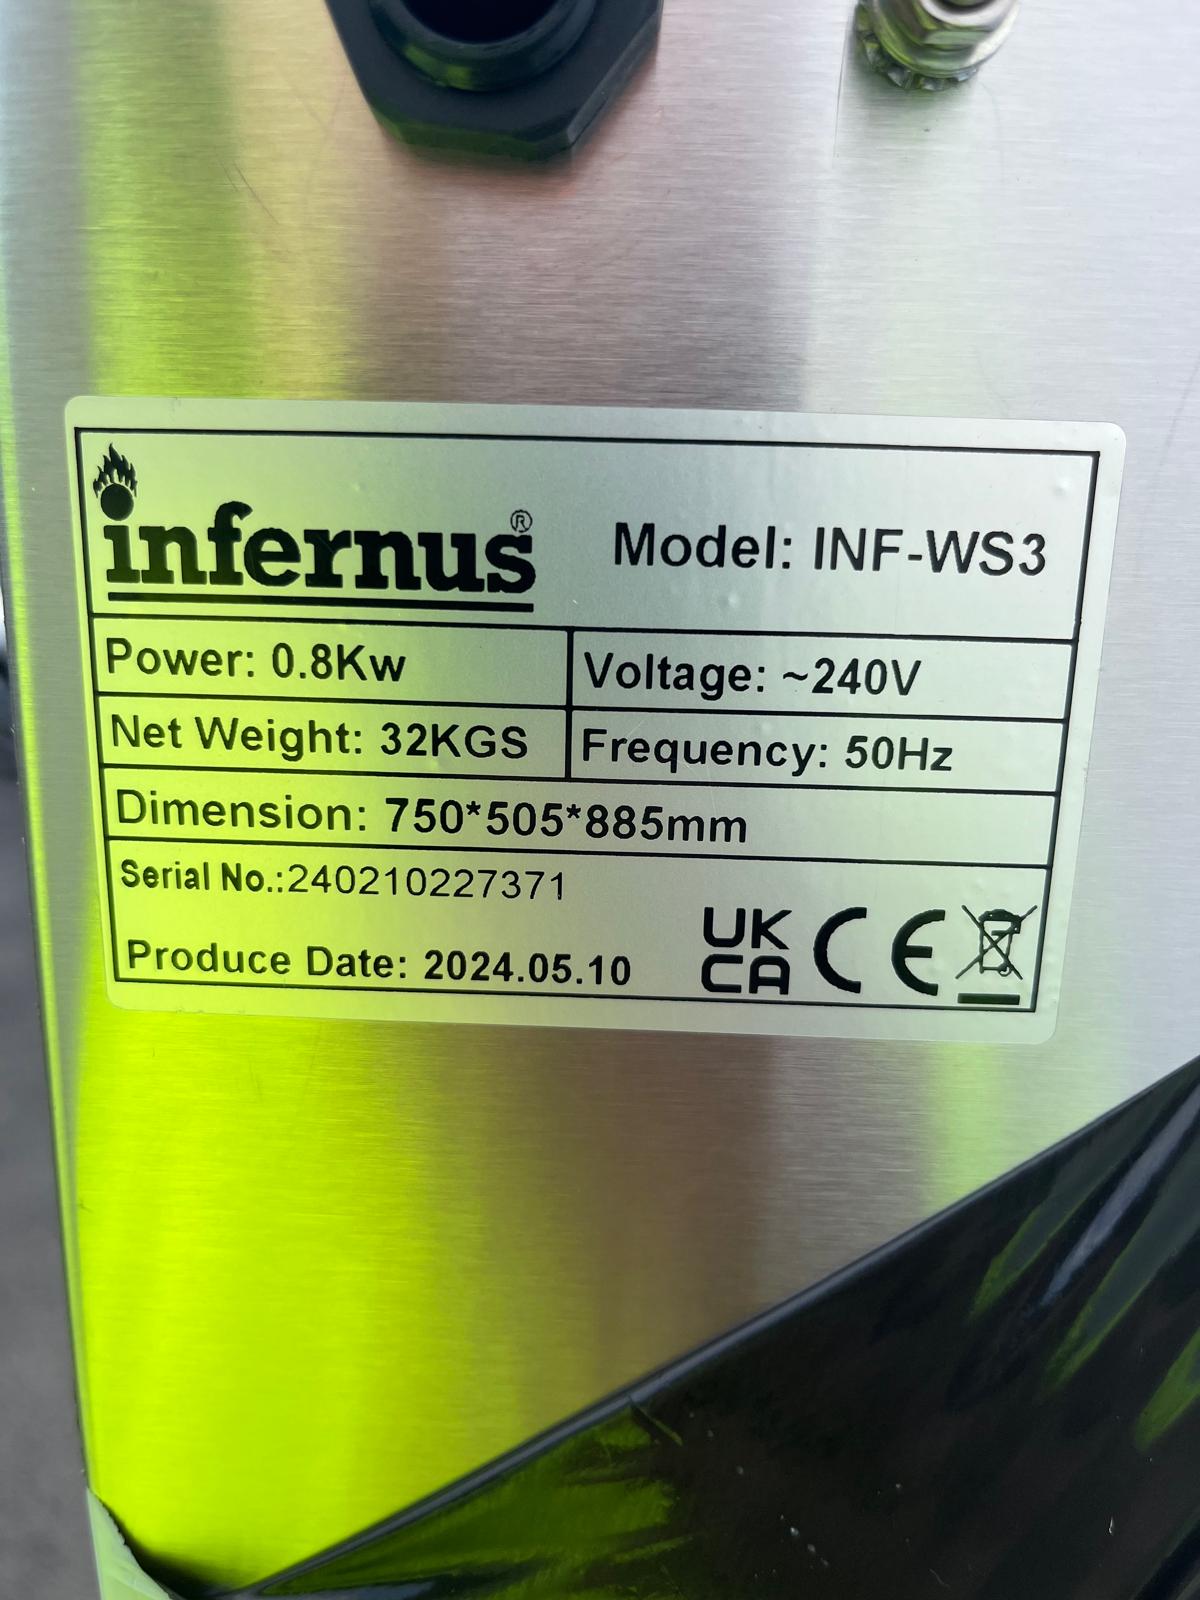 infernus®
Model: INF-WS3
Power: 0.8Kw
Voltage: ~240V
Net Weight: 32KGS
Frequency: 50Hz
Dimension: 750*505*885mm
Serial No.:240210227371
Produce Date: 2024.05.10
UK
CA
CE